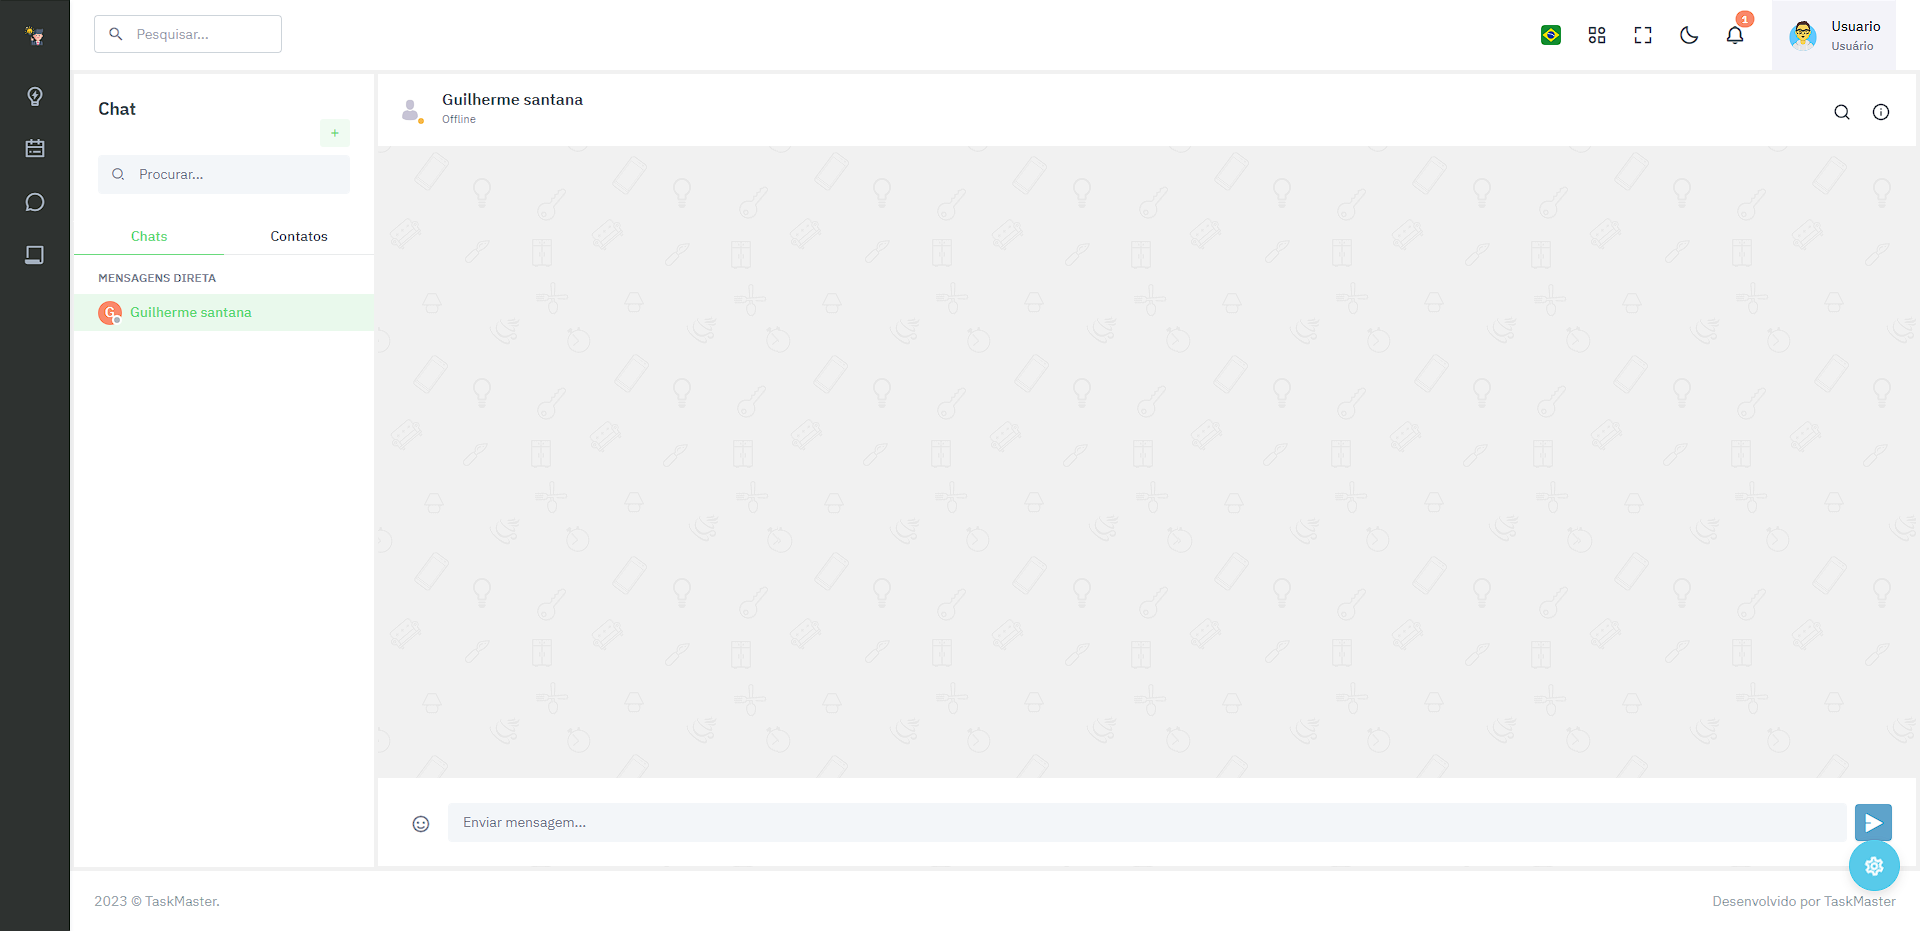 Pesquisar...
1
Usuario
Usuário
Chat
+
Procurar...
Chats
Contatos
MENSAGENS DIRETA
G
Guilherme santana
Guilherme santana
Offline
Enviar mensagem...
2023 © TaskMaster.
Desenvolvido por TaskMaster